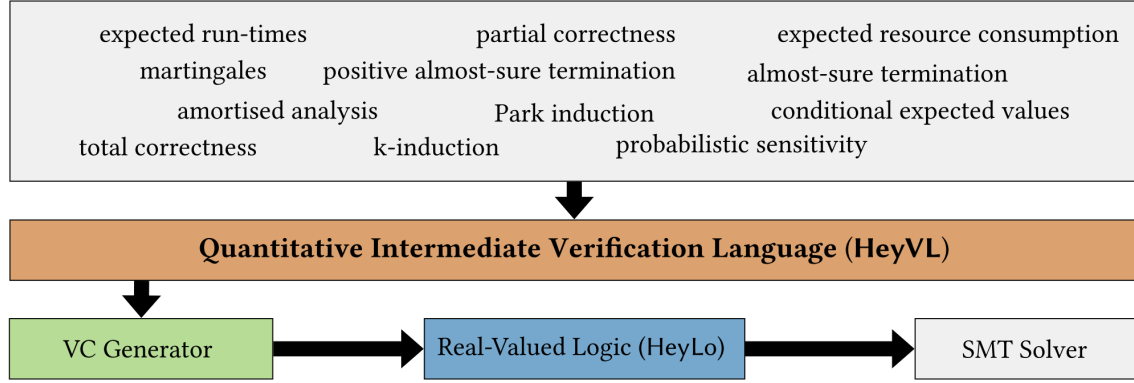 expected run-times partial correctness expected resource consumption
martingales positive almost-sure termination almost-sure termination
amortised analysis Park induction conditional expected values
total correctness k-induction probabilistic sensitivity
Quantitative Intermediate Verification Language (HeyVL)
VC Generator Real-Valued Logic (HeyLo) SMT Solver